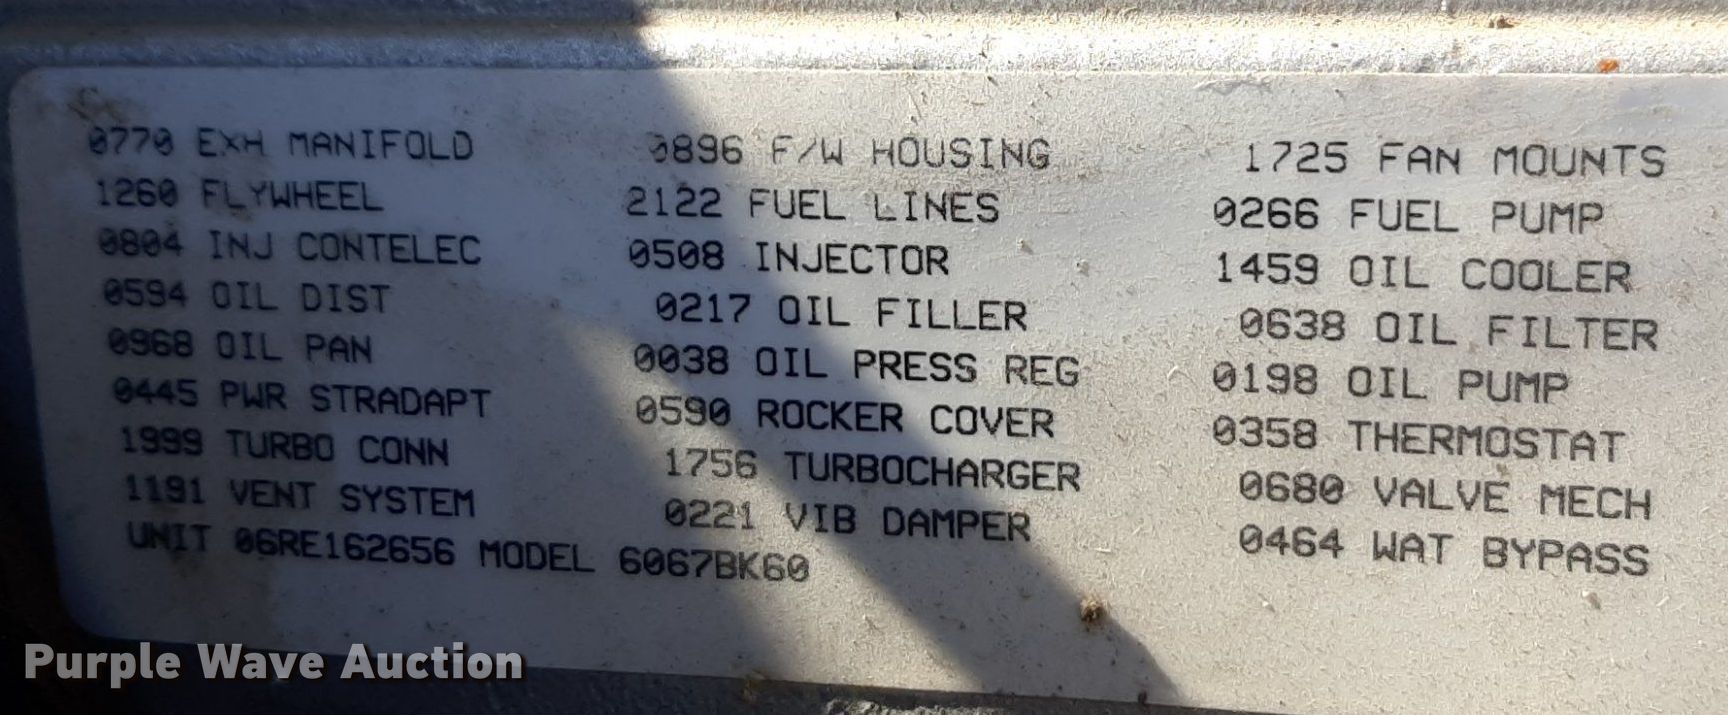 0770 EXH MANIFOLD 0896 F/W HOUSING 1725 FAN MOUNTS
1260 FLYWHEEL 2122 FUEL LINES 0266 FUEL PUMP
0804 INJ CONTELEC 0508 INJECTOR 1459 OIL COOLER
0594 OIL DIST 0217 OIL FILLER 0638 OIL FILTER
0968 OIL PAN 0038 OIL PRESS REG 0198 OIL PUMP
0445 PWR STRADAPT 0590 ROCKER COVER 0358 THERMOSTAT
1999 TURBO CONN 1756 TURBOCHARGER 0680 VALVE MECH
1191 VENT SYSTEM 0221 VIB DAMPER 0464 WAT BYPASS
UNIT 06RE162656 MODEL 6067BK60
Purple Wave Auction